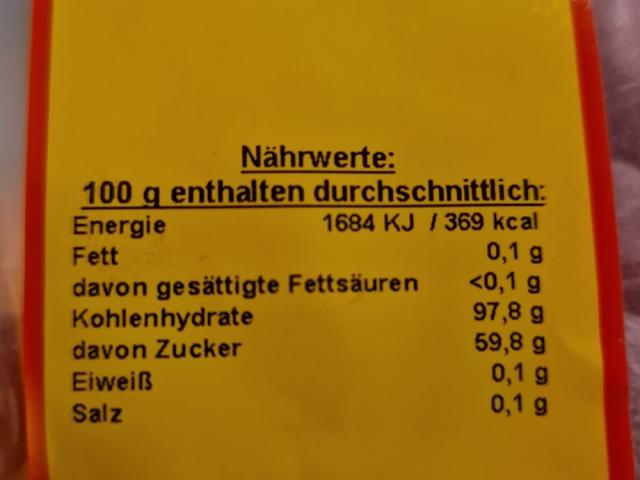 Nährwerte:
100 g enthalten durchschnittlich:
Energie 1684 KJ / 369 kcal
Fett 0,1 g
davon gesättigte Fettsäuren <0,1 g
Kohlenhydrate 97,8 g
davon Zucker 59,8 g
Eiweiß 0,1 g
Salz 0,1 g